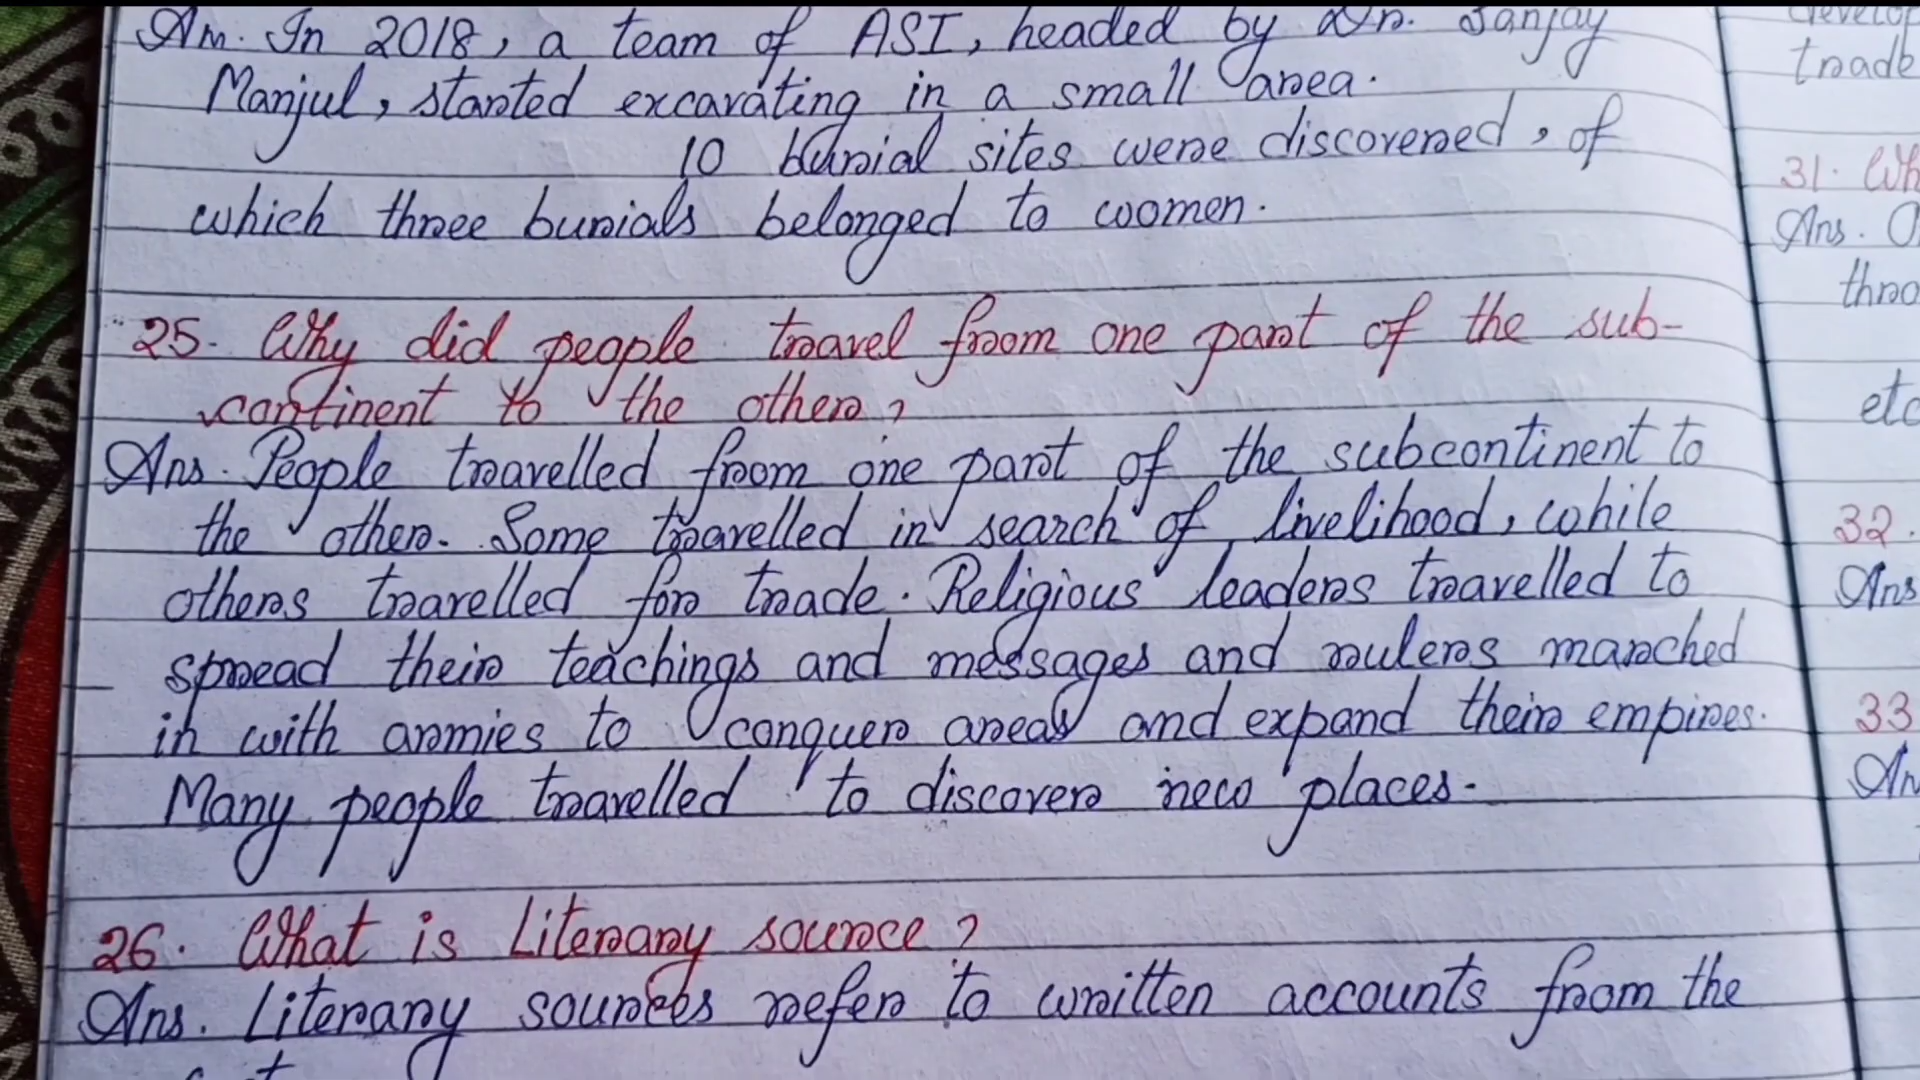 Ans. In 2018, a team of ASI, headed by Dr. Sanjay
Manjul, started excavating in a small area.
10 burial sites were discovered, of
which three burials belonged to women.
25. Why did people travel from one part of the sub-
continent to the other?
Ans. People travelled from one part of the subcontinent to
the other. Some travelled in search of livelihood, while
others travelled for trade. Religious leaders travelled to
spread their teachings and messages and rulers marched
in with armies to conquer areas and expand their empires.
Many people travelled to discover new places.
26. What is Literary source?
Ans. Literary sources refer to written accounts from the
trade
31. Wh
Ans. O
thro
etc
32.
Ans
33
An